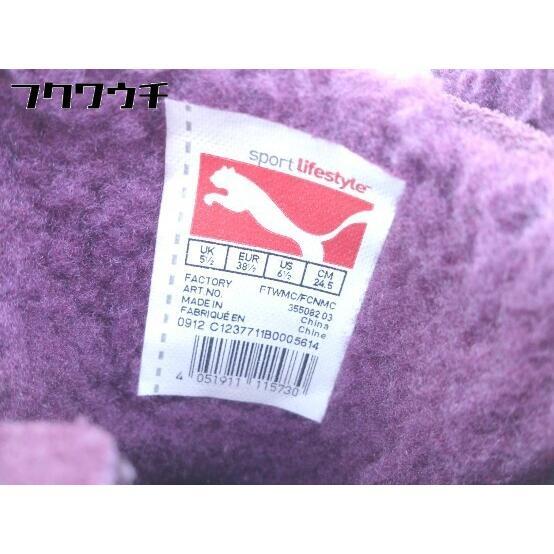 フクワウチ
sport lifestyle™
UK EUR US CM
5½ 38½ 6½ 24.5
FACTORY FTWMC/FCNMC
ART.NO. 355082 03
MADE IN China
FABRIQUÉ EN Chine
0912 C1237711B0005614
4 051911 115730